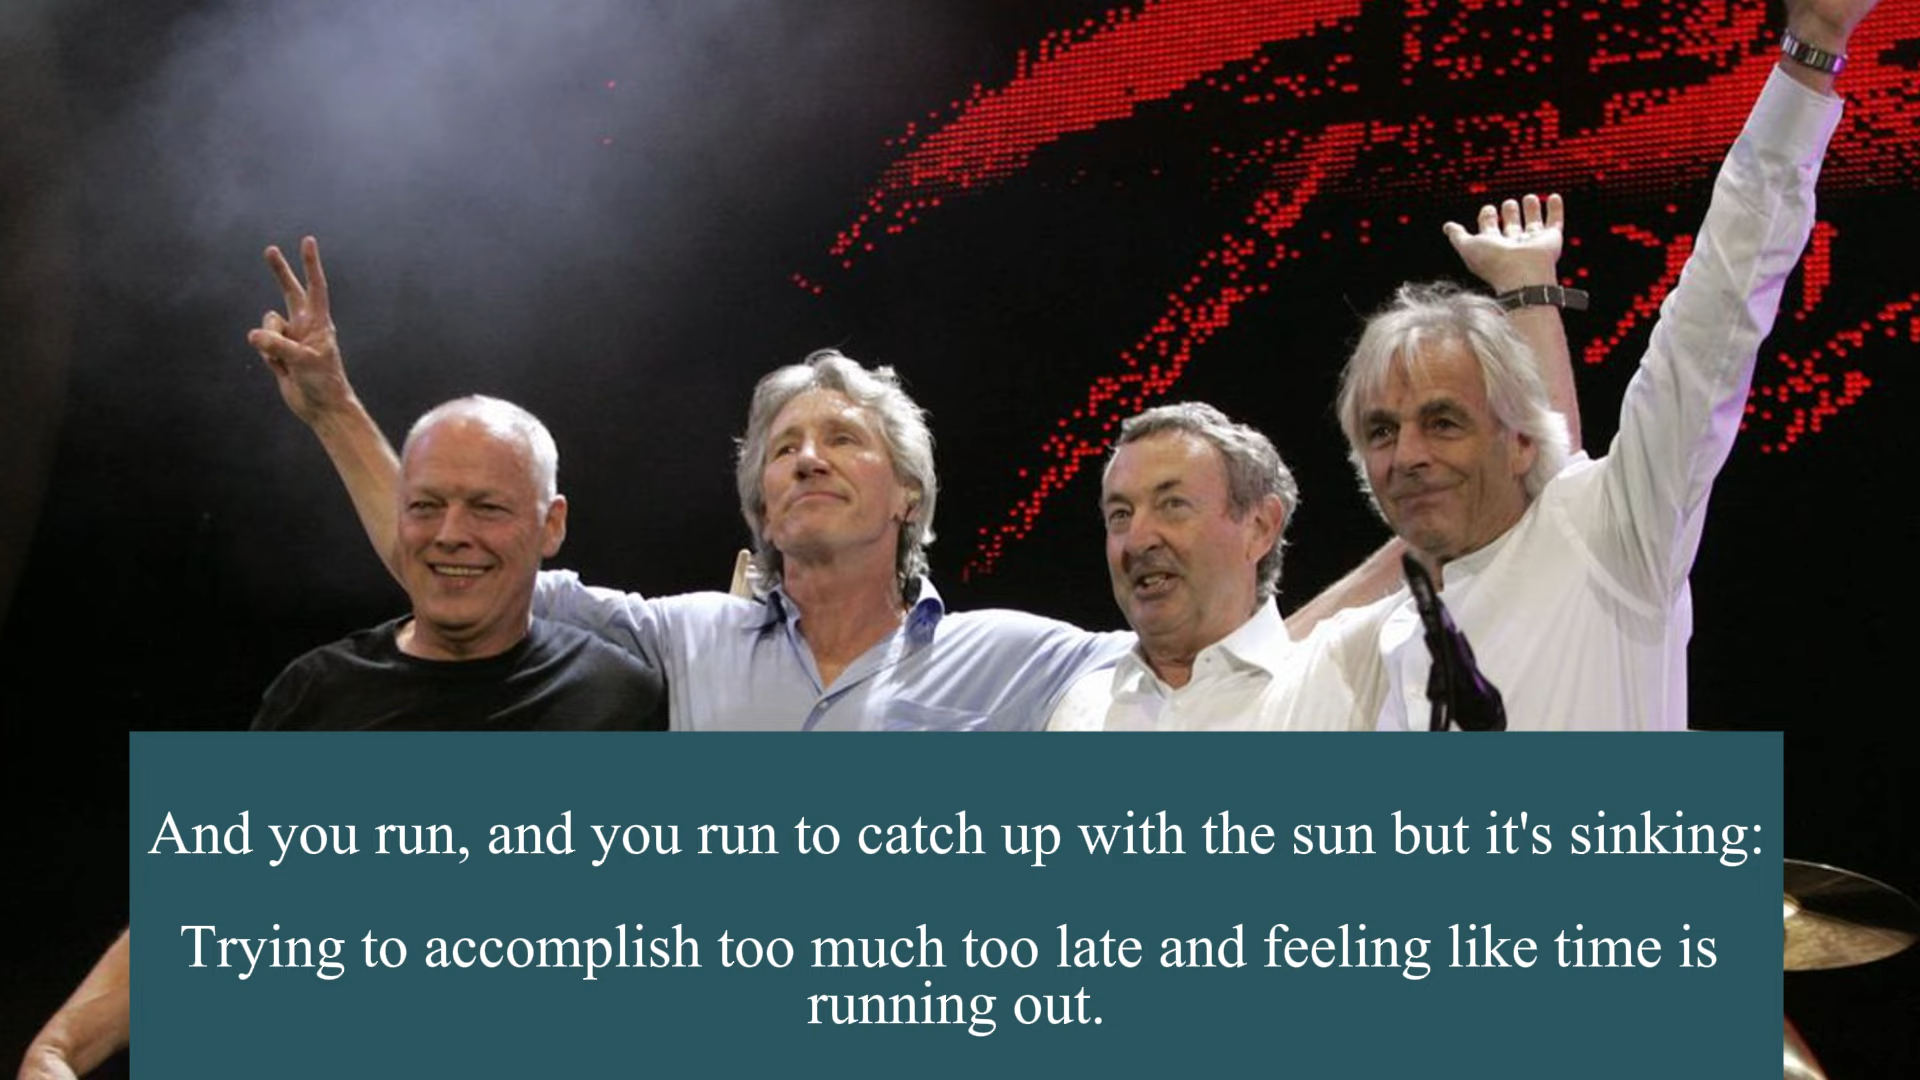 And you run, and you run to catch up with the sun but it's sinking:
Trying to accomplish too much too late and feeling like time is
running out.